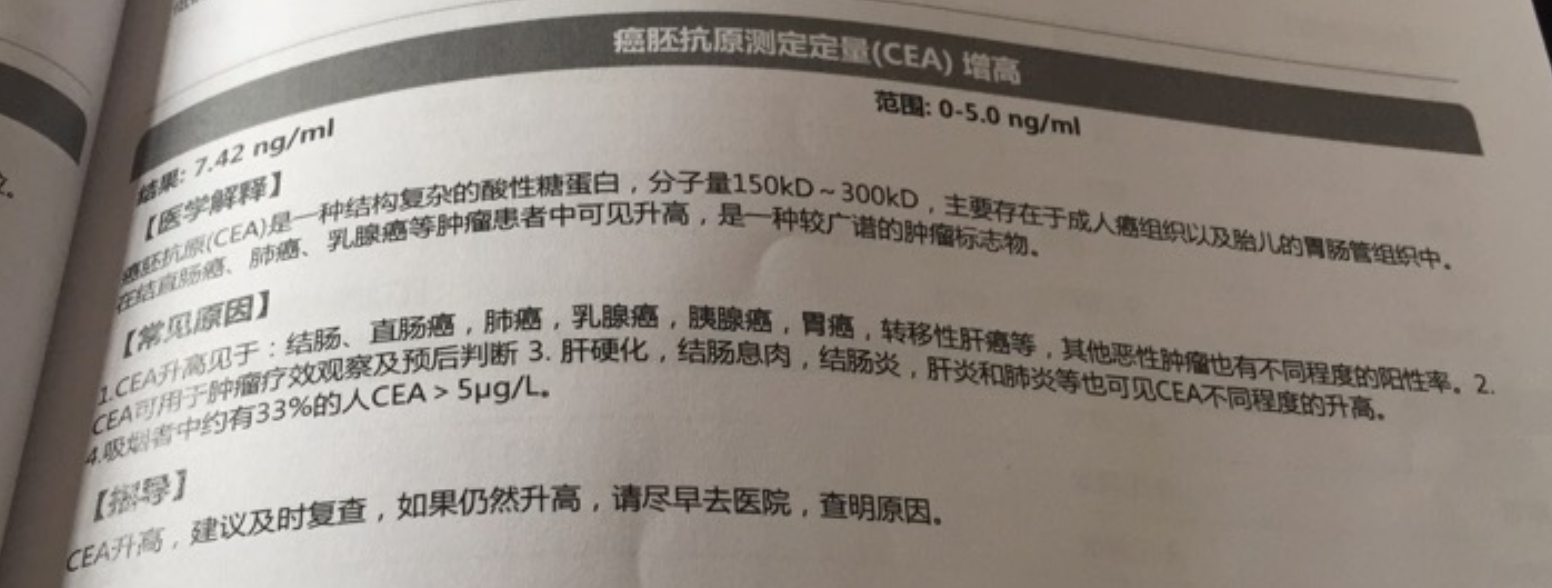 癌胚抗原测定定量(CEA) 增高
结果: 7.42 ng/ml
范围: 0-5.0 ng/ml
【医学解释】
癌胚抗原(CEA)是一种结构复杂的酸性糖蛋白，分子量150kD～300kD，主要存在于成人癌组织以及胎儿的胃肠管组织中。
在结直肠癌、肺癌、乳腺癌等肿瘤患者中可见升高，是一种较广谱的肿瘤标志物。
【常见原因】
1.CEA升高见于：结肠、直肠癌，肺癌，乳腺癌，胰腺癌，胃癌，转移性肝癌等，其他恶性肿瘤也有不同程度的阳性率。2.
CEA可用于肿瘤疗效观察及预后判断 3. 肝硬化，结肠息肉，结肠炎，肝炎和肺炎等也可见CEA不同程度的升高。
4.吸烟者中约有33%的人CEA > 5μg/L。
【指导】
CEA升高，建议及时复查，如果仍然升高，请尽早去医院，查明原因。